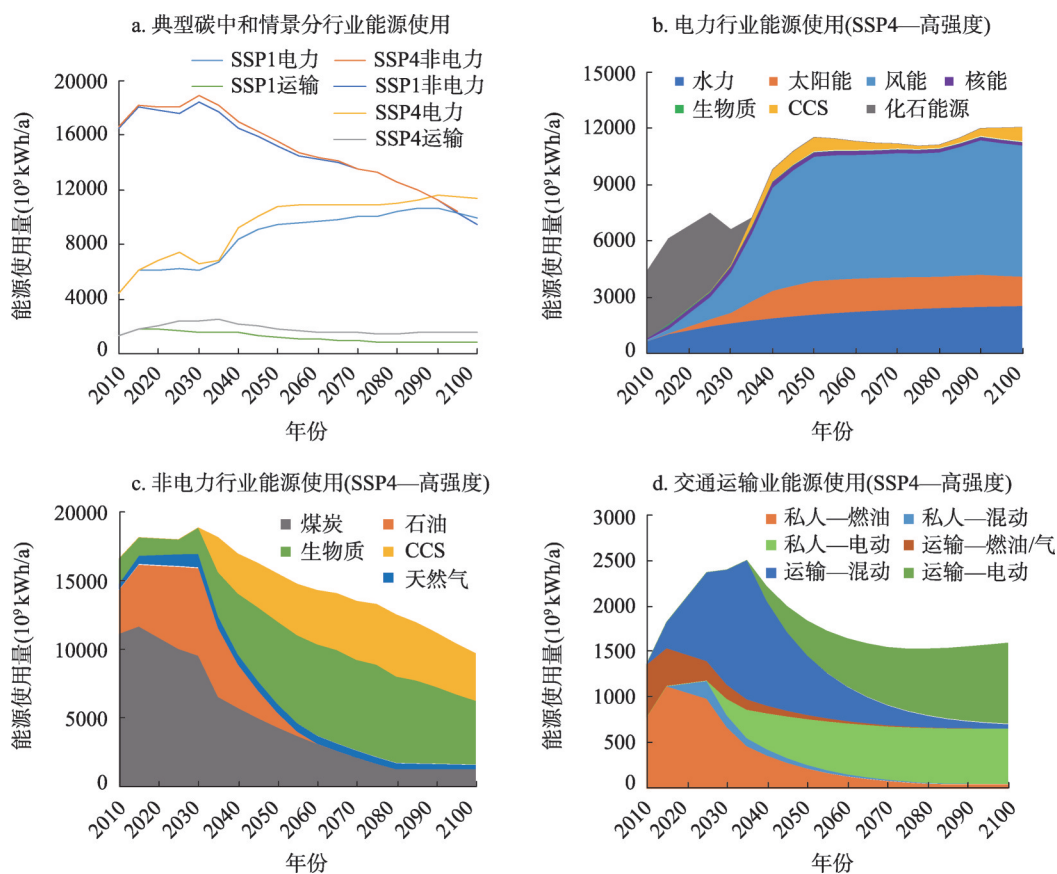 a. 典型碳中和情景分行业能源使用
SSP1电力
SSP4非电力
SSP1运输
SSP1非电力
SSP4电力
SSP4运输
20000
16000
12000
8000
4000
0
能源使用量(10⁹ kWh/a)
2010
2020
2030
2040
2050
2060
2070
2080
2090
2100
年份
b. 电力行业能源使用(SSP4—高强度)
水力
太阳能
风能
核能
生物质
CCS
化石能源
15000
12000
9000
6000
3000
0
能源使用量(10⁹ kWh/a)
2010
2020
2030
2040
2050
2060
2070
2080
2090
2100
年份
c. 非电力行业能源使用(SSP4—高强度)
煤炭
石油
生物质
CCS
天然气
20000
15000
10000
5000
0
能源使用量(10⁹ kWh/a)
2010
2020
2030
2040
2050
2060
2070
2080
2090
2100
年份
d. 交通运输业能源使用(SSP4—高强度)
私人—燃油
私人—混动
私人—电动
运输—燃油/气
运输—混动
运输—电动
3000
2500
2000
1500
1000
500
0
能源使用量(10⁹ kWh/a)
2010
2020
2030
2040
2050
2060
2070
2080
2090
2100
年份